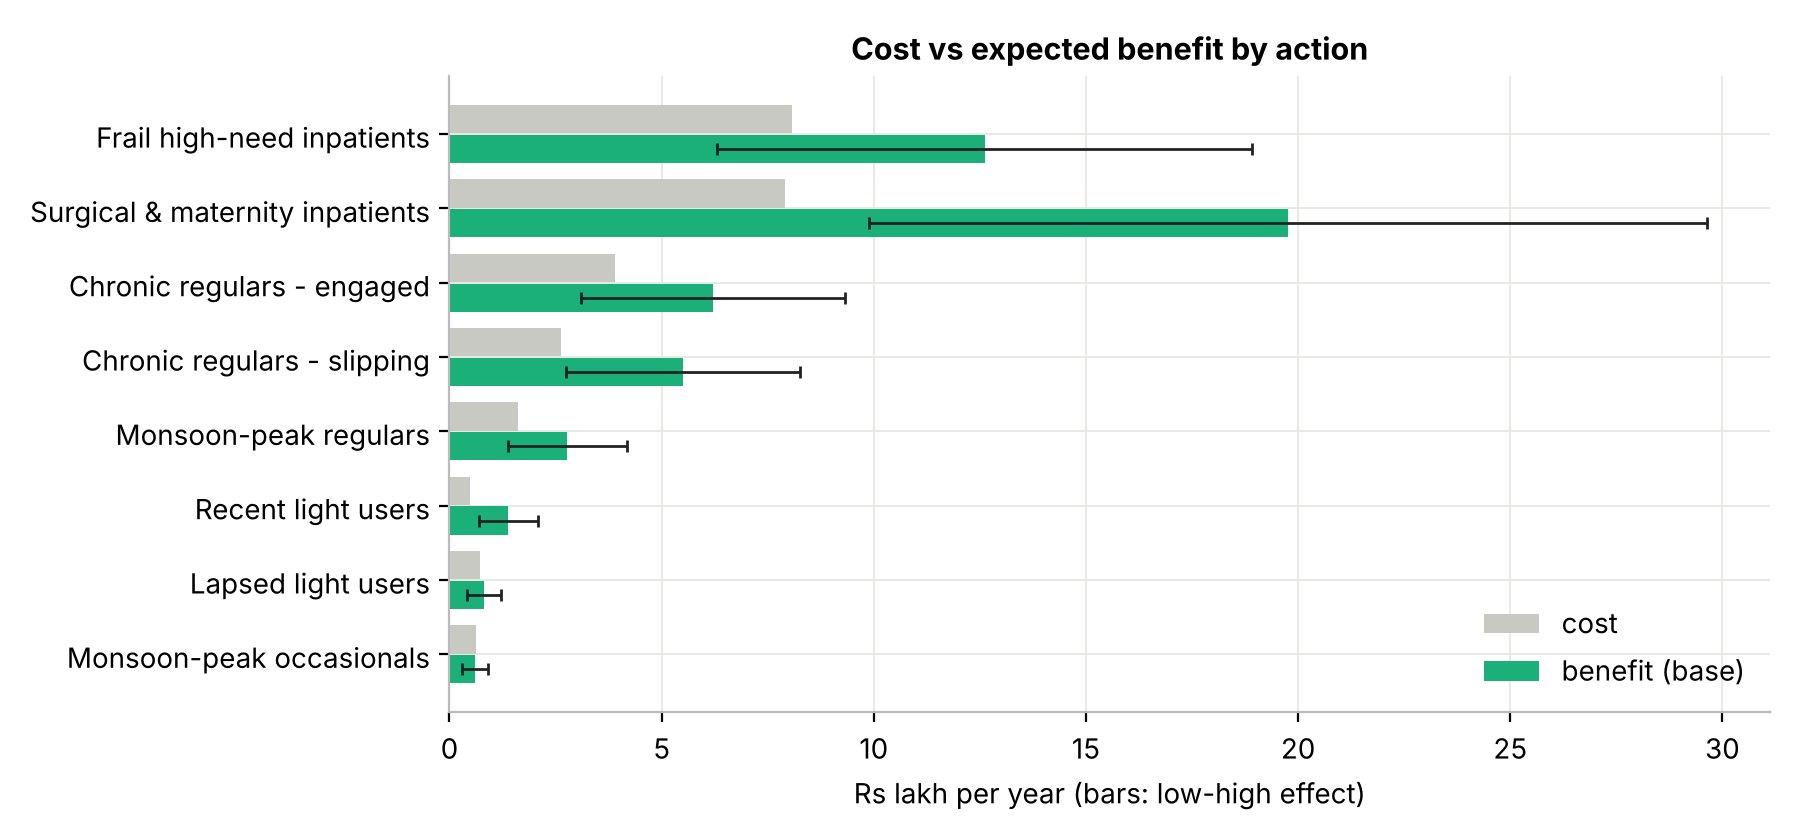 Cost vs expected benefit by action
Frail high-need inpatients
Surgical & maternity inpatients
Chronic regulars - engaged
Chronic regulars - slipping
Monsoon-peak regulars
Recent light users
Lapsed light users
Monsoon-peak occasionals
cost
benefit (base)
0 5 10 15 20 25 30
Rs lakh per year (bars: low-high effect)